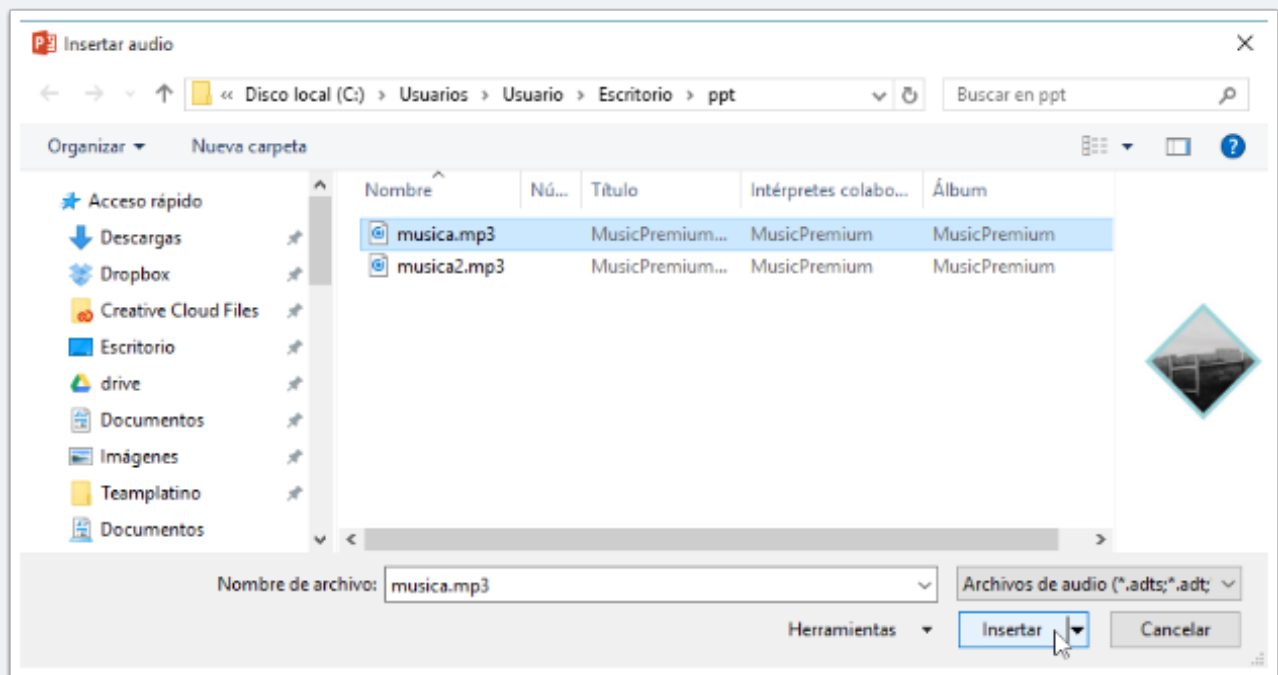 Insertar audio
« Disco local (C:) › Usuarios › Usuario › Escritorio › ppt
Buscar en ppt
Organizar
Nueva carpeta
Acceso rápido
Descargas
Dropbox
Creative Cloud Files
Escritorio
drive
Documentos
Imágenes
Teamplatino
Documentos
Nombre Nú... Título Intérpretes colabo... Álbum
musica.mp3 MusicPremium... MusicPremium MusicPremium
musica2.mp3 MusicPremium... MusicPremium MusicPremium
Nombre de archivo: musica.mp3
Archivos de audio (*.adts;*.adt;
Herramientas Insertar Cancelar